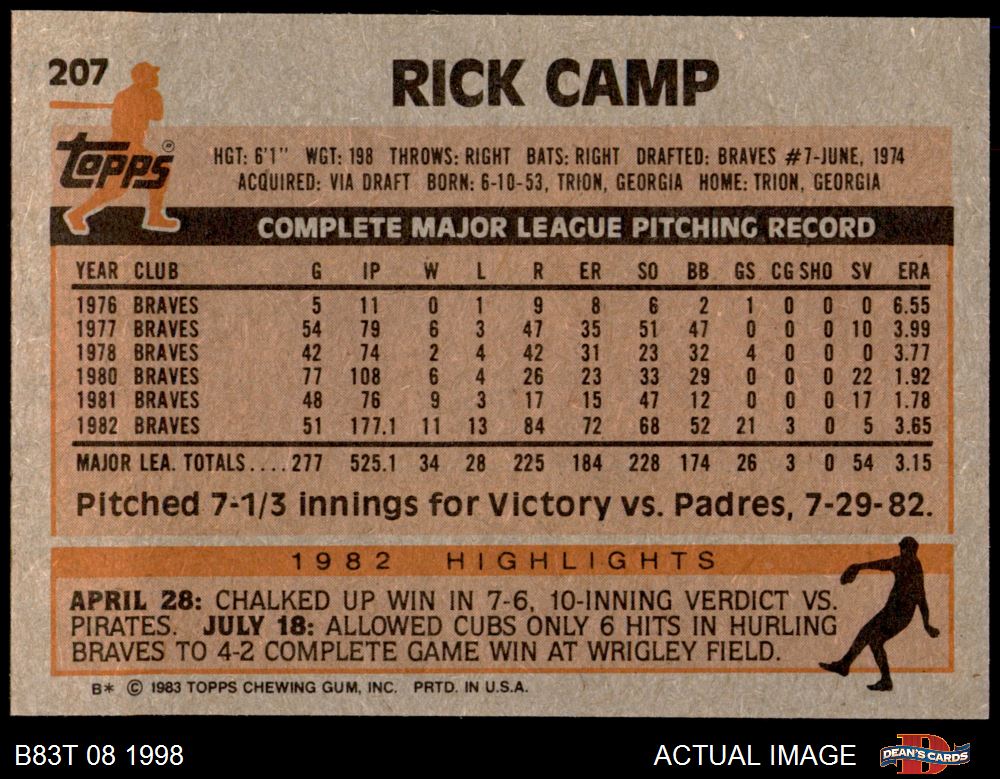 207
RICK CAMP
TOPPS ®
HGT: 6'1" WGT: 198 THROWS: RIGHT BATS: RIGHT DRAFTED: BRAVES #7-JUNE, 1974
ACQUIRED: VIA DRAFT BORN: 6-10-53, TRION, GEORGIA HOME: TRION, GEORGIA
COMPLETE MAJOR LEAGUE PITCHING RECORD
YEAR CLUB G IP W L R ER SO BB GS CG SHO SV ERA
1976 BRAVES 5 11 0 1 9 8 6 2 1 0 0 0 6.55
1977 BRAVES 54 79 6 3 47 35 51 47 0 0 0 10 3.99
1978 BRAVES 42 74 2 4 42 31 23 32 4 0 0 0 3.77
1980 BRAVES 77 108 6 4 26 23 33 29 0 0 0 22 1.92
1981 BRAVES 48 76 9 3 17 15 47 12 0 0 0 17 1.78
1982 BRAVES 51 177.1 11 13 84 72 68 52 21 3 0 5 3.65
MAJOR LEA. TOTALS....277 525.1 34 28 225 184 228 174 26 3 0 54 3.15
Pitched 7-1/3 innings for Victory vs. Padres, 7-29-82.
1982 HIGHLIGHTS
APRIL 28: CHALKED UP WIN IN 7-6, 10-INNING VERDICT VS.
PIRATES. JULY 18: ALLOWED CUBS ONLY 6 HITS IN HURLING
BRAVES TO 4-2 COMPLETE GAME WIN AT WRIGLEY FIELD.
B* © 1983 TOPPS CHEWING GUM, INC. PRTD. IN U.S.A.
B83T 08 1998
ACTUAL IMAGE
D
DEAN'S CARDS